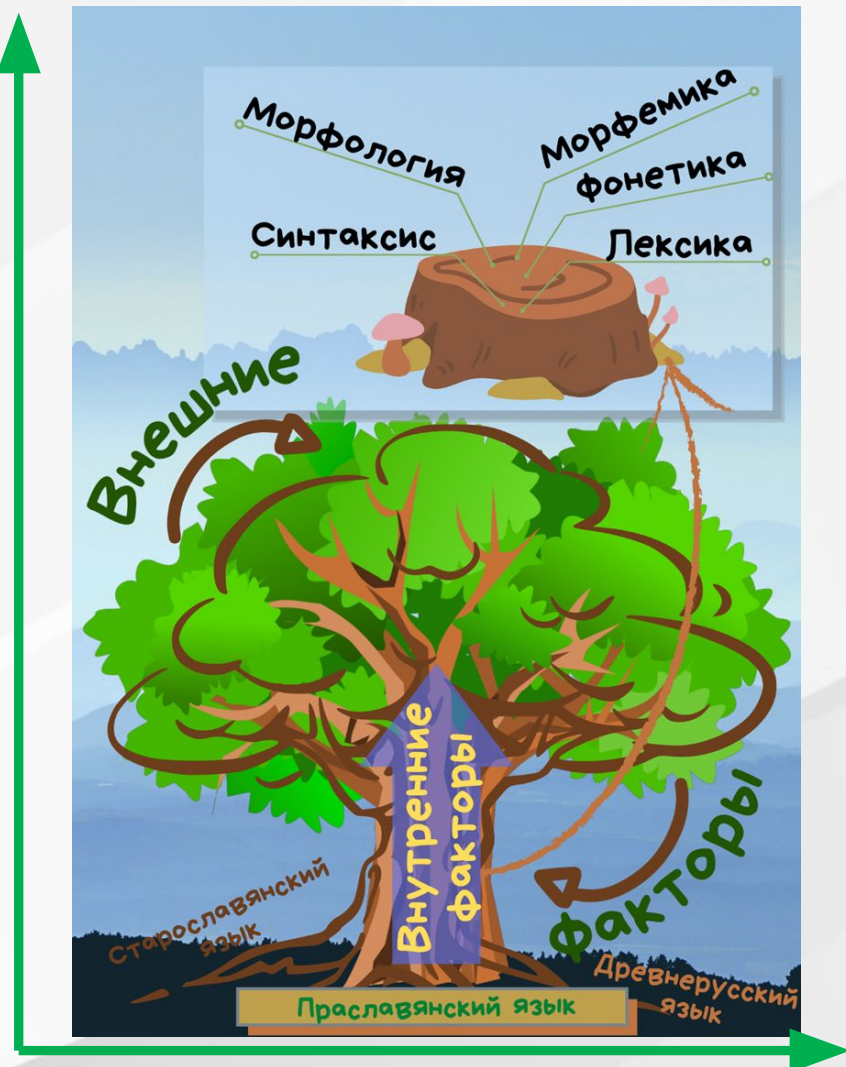 Морфология
Морфемика
фонетика
Синтаксис
Лексика
Внешние
факторы
Внутренние
факторы
Старославянский
язык
Древнерусский
язык
Праславянский язык